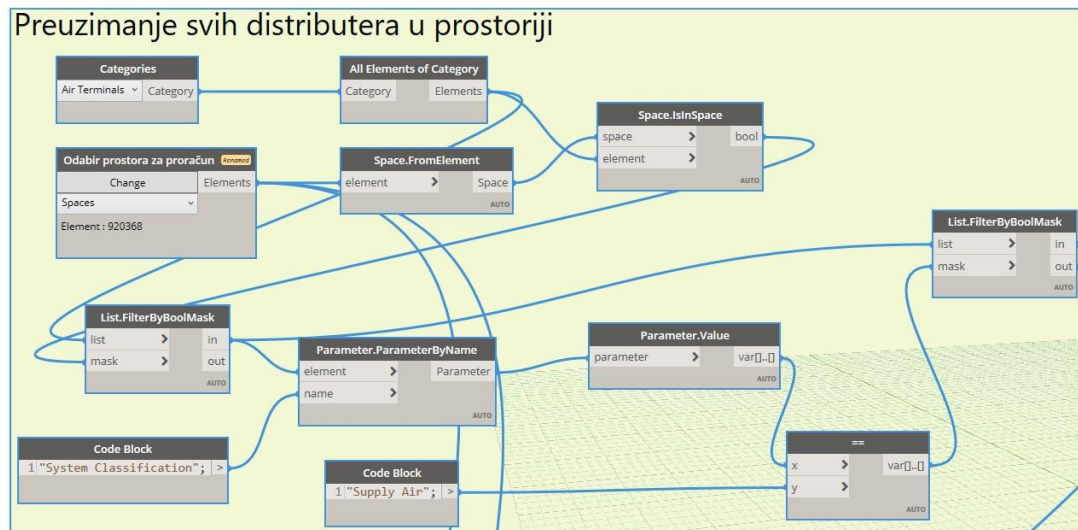 Preuzimanje svih distributera u prostoriji
Categories
Air Terminals Category
All Elements of Category
Category Elements
Space.IsInSpace
space > bool
element >
AUTO
Odabir prostora za proračun Renamed
Change Elements
Spaces
Element : 920368
Space.FromElement
element > Space
AUTO
List.FilterByBoolMask
list > in
mask > out
AUTO
List.FilterByBoolMask
list > in
mask > out
AUTO
Parameter.ParameterByName
element > Parameter
name >
AUTO
Parameter.Value
parameter > var[]..[]
AUTO
Code Block
1 "System Classification"; >
Code Block
1 "Supply Air"; >
==
x > var[]..[]
y >
AUTO